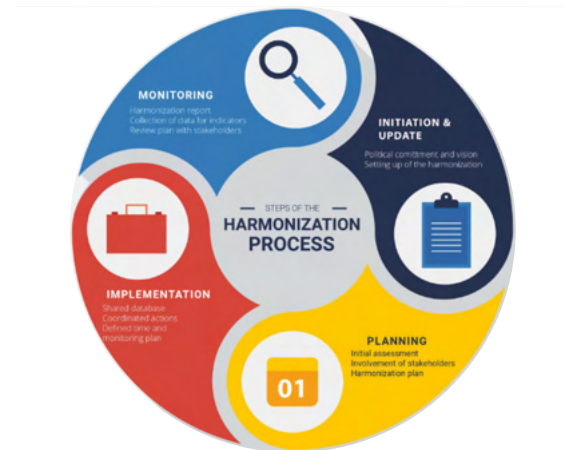 MONITORING
Harmonization report
Collection of data for indicators
Review plan with stakeholders
INITIATION &
UPDATE
Political comittment and vision
Setting up of the harmonization
STEPS OF THE
HARMONIZATION
PROCESS
IMPLEMENTATION
Shared database
Coordinated actions
Defined time and
monitoring plan
PLANNING
Initial assessment
Involvement of stakeholders
Harmonization plan
01